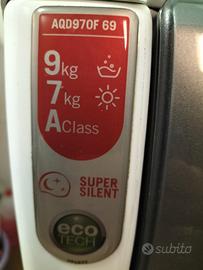 AQD970F 69
9kg
7kg
A Class
SUPER
SILENT
eco
TECH
subito